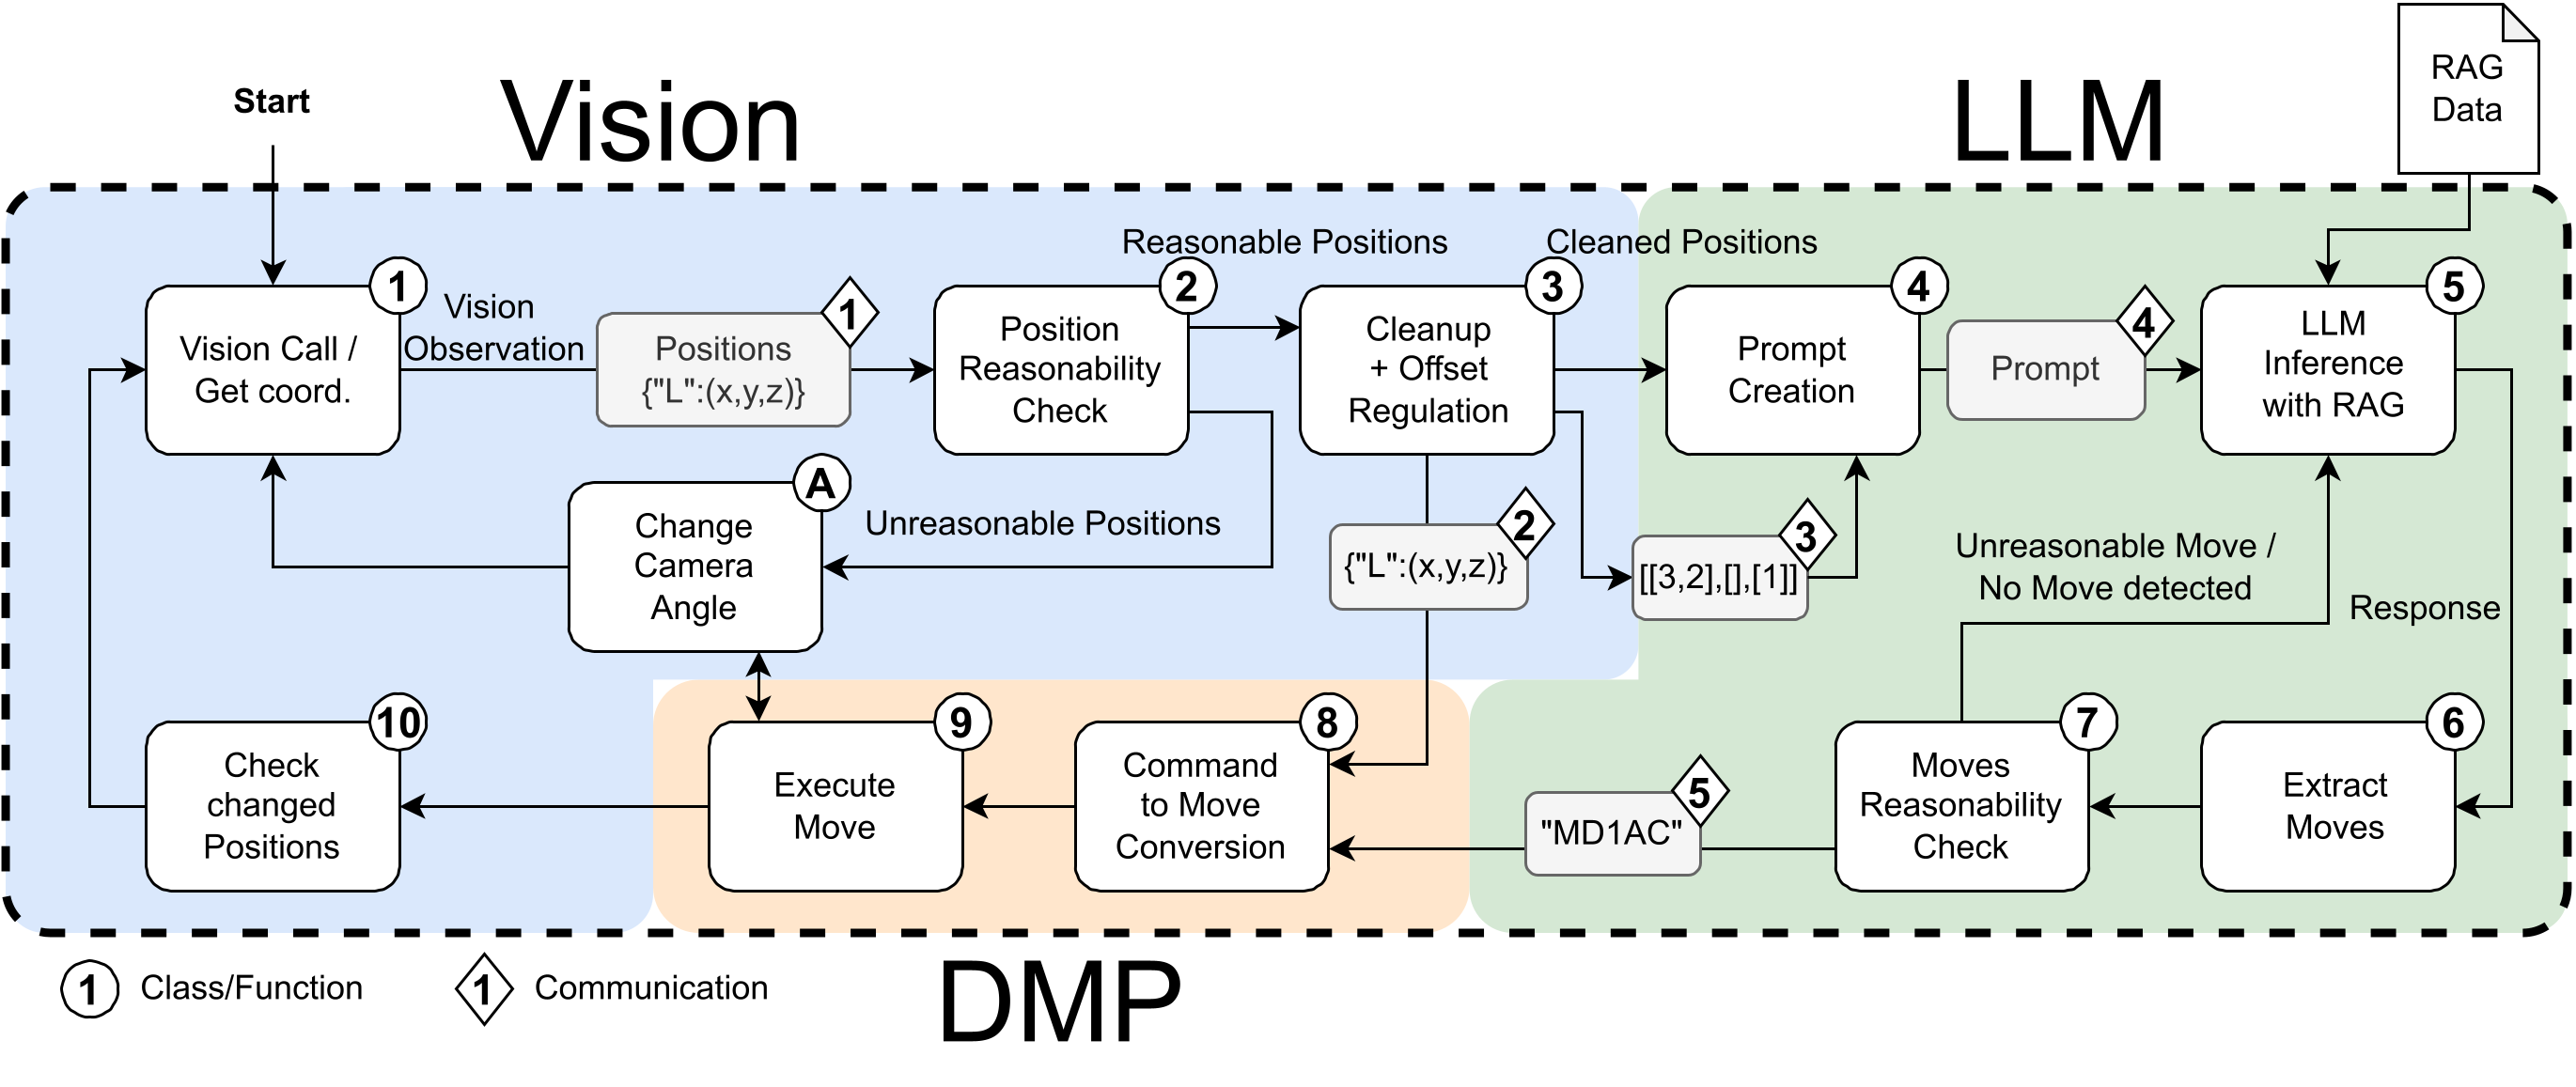 Vision
LLM
RAG
Data
Start
Reasonable Positions
Cleaned Positions
1
Vision Call /
Get coord.
Vision
Observation
1
Positions
{"L":(x,y,z)}
2
Position
Reasonability
Check
3
Cleanup
+ Offset
Regulation
4
Prompt
Creation
4
Prompt
5
LLM
Inference
with RAG
A
Change
Camera
Angle
Unreasonable Positions
2
{"L":(x,y,z)}
3
[[3,2],[],[1]]
Unreasonable Move /
No Move detected
Response
10
Check
changed
Positions
9
Execute
Move
8
Command
to Move
Conversion
5
"MD1AC"
7
Moves
Reasonability
Check
6
Extract
Moves
1 Class/Function
1 Communication
DMP